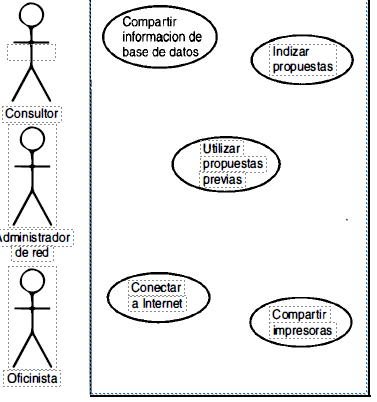 Compartir
informacion de
base de datos
Indizar
propuestas
Consultor
Utilizar
propuestas
previas
Administrador
de red
Conectar
a Internet
Compartir
impresoras
Oficinista